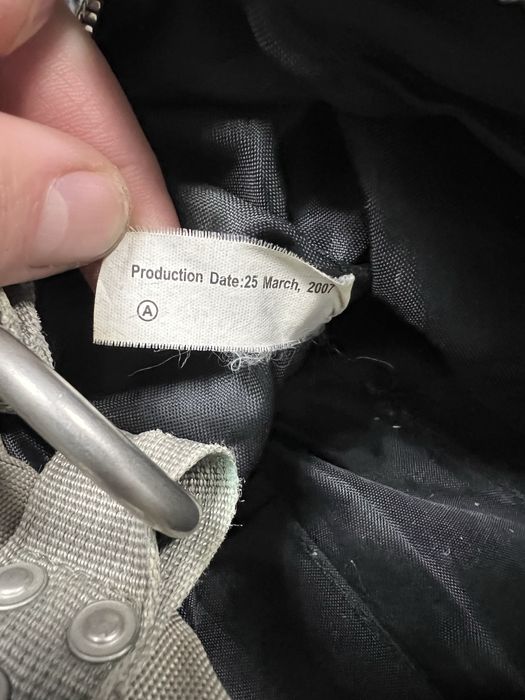 Production Date:25 March, 2007
Ⓐ